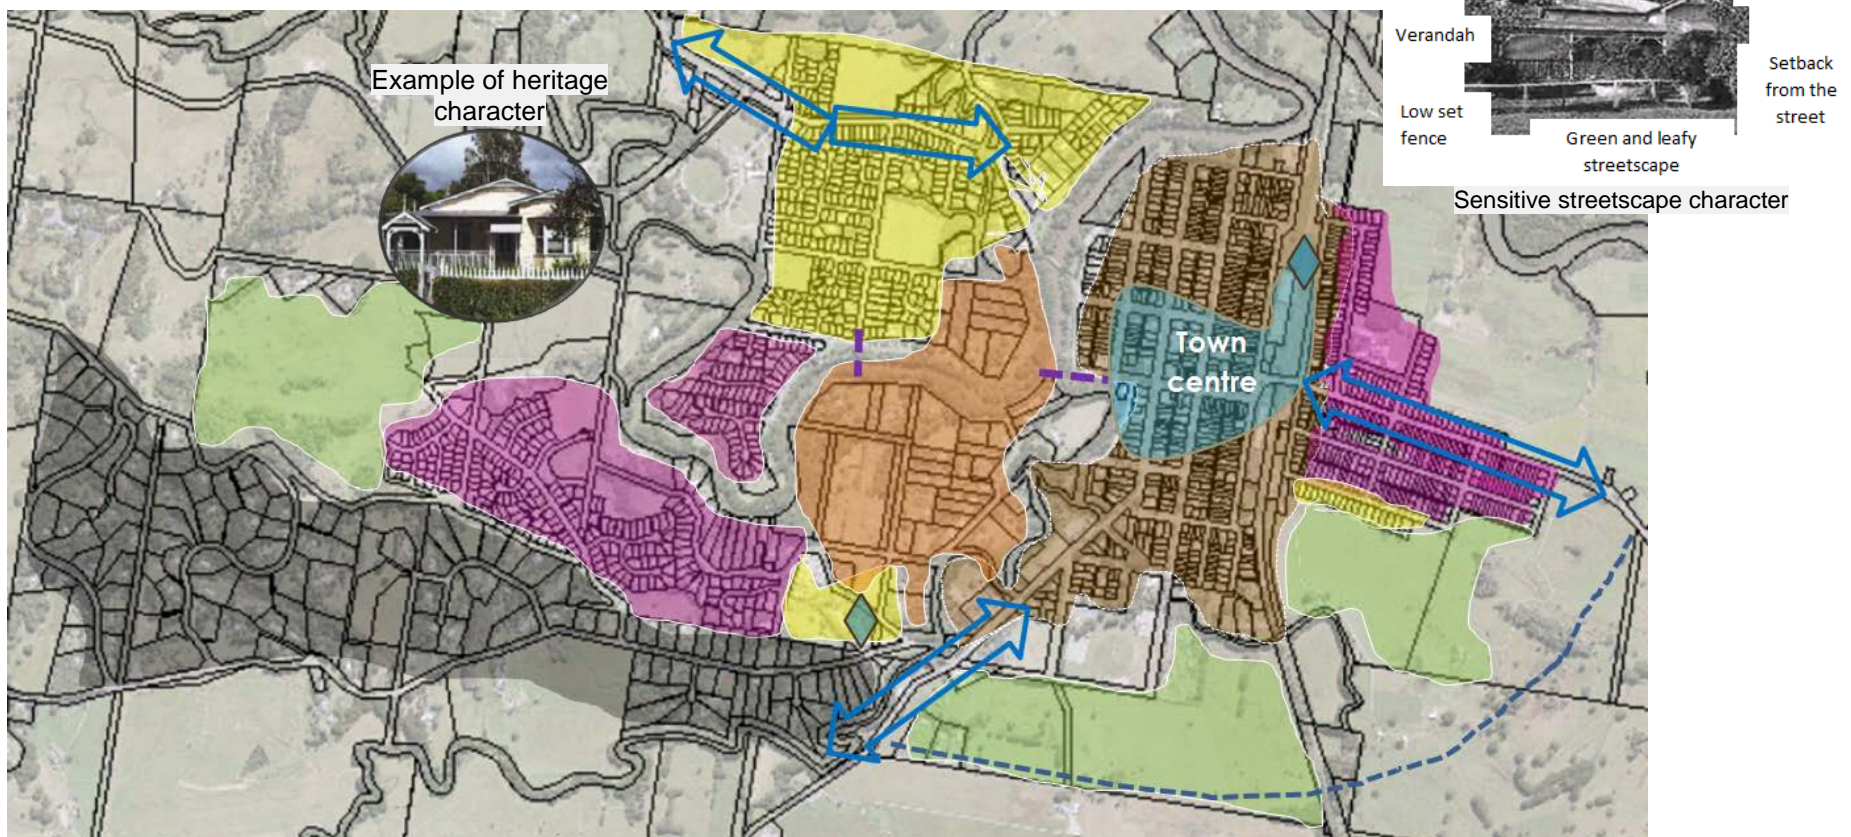 Example of heritage
character
Verandah
Low set
fence
Green and leafy
streetscape
Setback
from the
street
Sensitive streetscape character
Town
centre